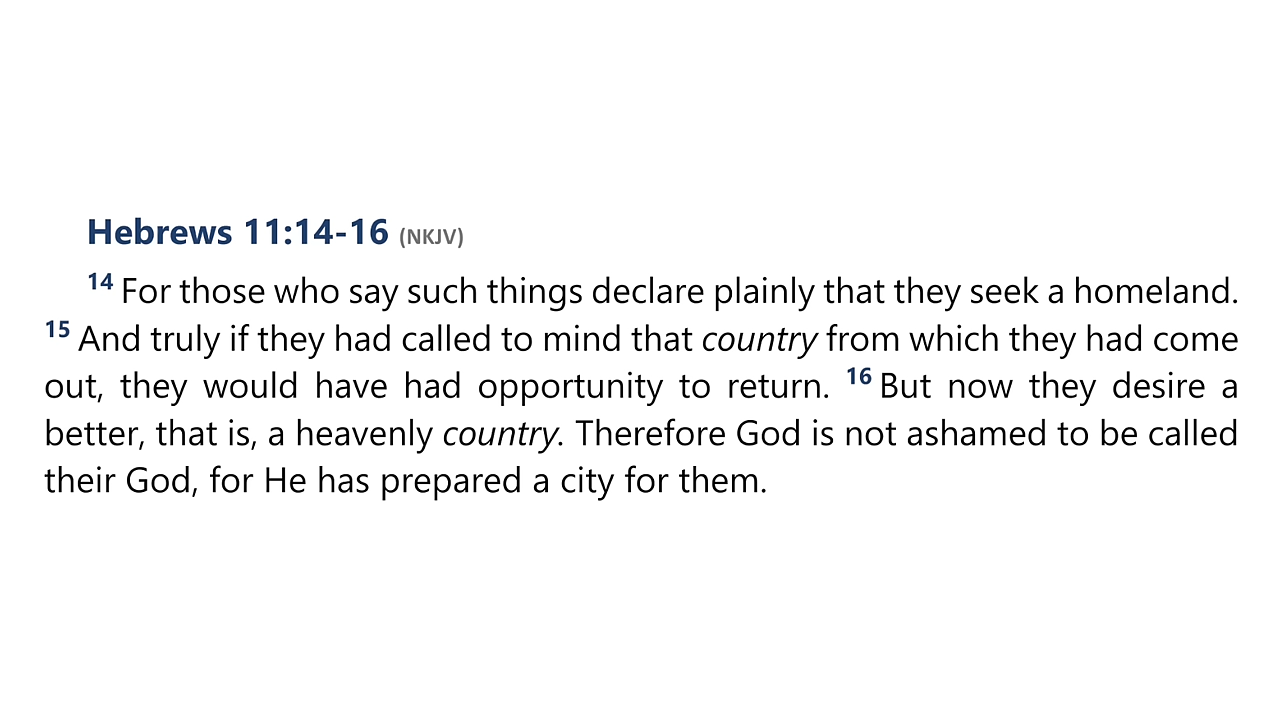 Hebrews 11:14-16 (NKJV)
14 For those who say such things declare plainly that they seek a homeland.
15 And truly if they had called to mind that country from which they had come
out, they would have had opportunity to return. 16 But now they desire a
better, that is, a heavenly country. Therefore God is not ashamed to be called
their God, for He has prepared a city for them.